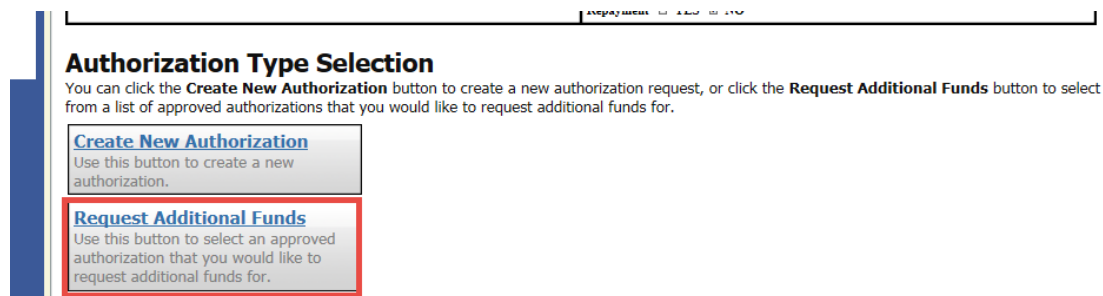 Repayment YES NO
Authorization Type Selection
You can click the Create New Authorization button to create a new authorization request, or click the Request Additional Funds button to select
from a list of approved authorizations that you would like to request additional funds for.
Create New Authorization
Use this button to create a new
authorization.
Request Additional Funds
Use this button to select an approved
authorization that you would like to
request additional funds for.